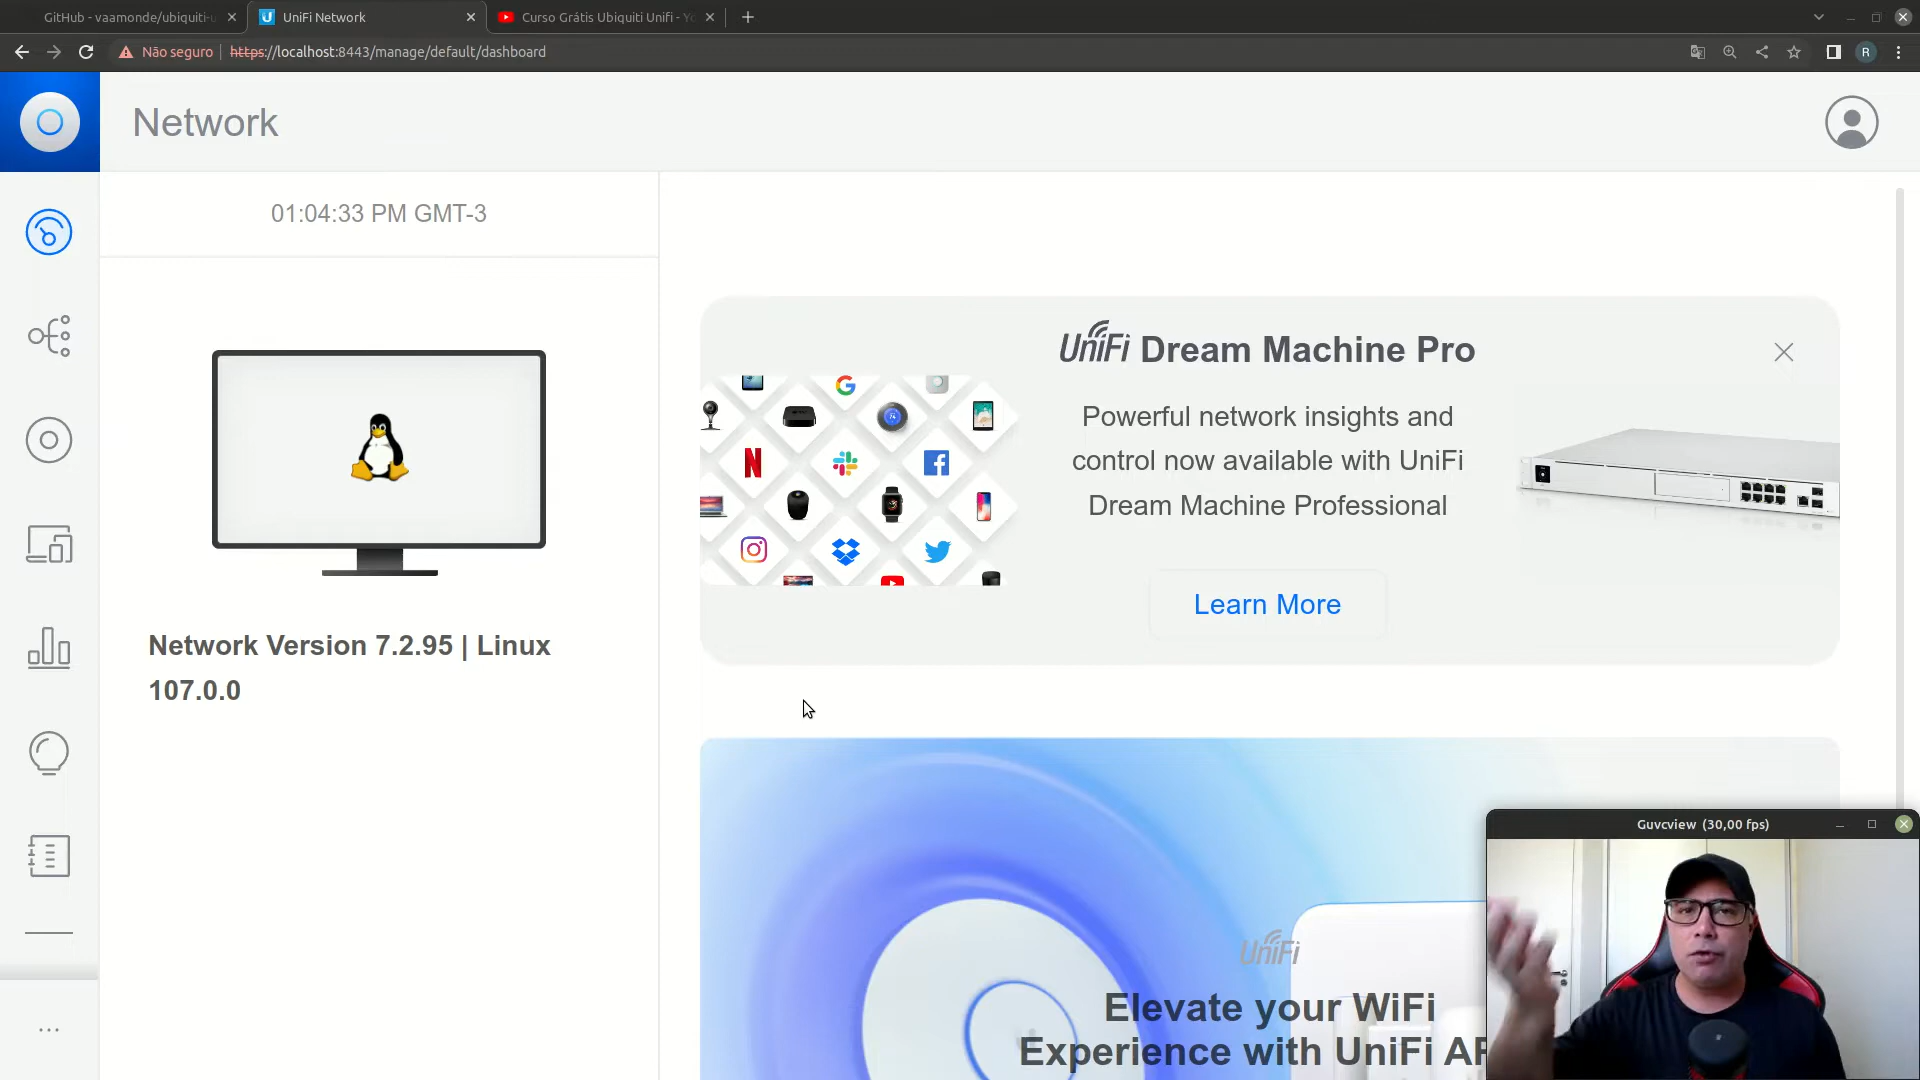 GitHub - vaamonde/ubiquiti-u
UniFi Network
Curso Grátis Ubiquiti Unifi - Yo
Não seguro
https://localhost:8443/manage/default/dashboard
R
Network
01:04:33 PM GMT-3
Network Version 7.2.95 | Linux
107.0.0
UniFi Dream Machine Pro
Powerful network insights and
control now available with UniFi
Dream Machine Professional
Learn More
UniFi
Elevate your WiFi
Experience with UniFi AP
Guvcview (30,00 fps)